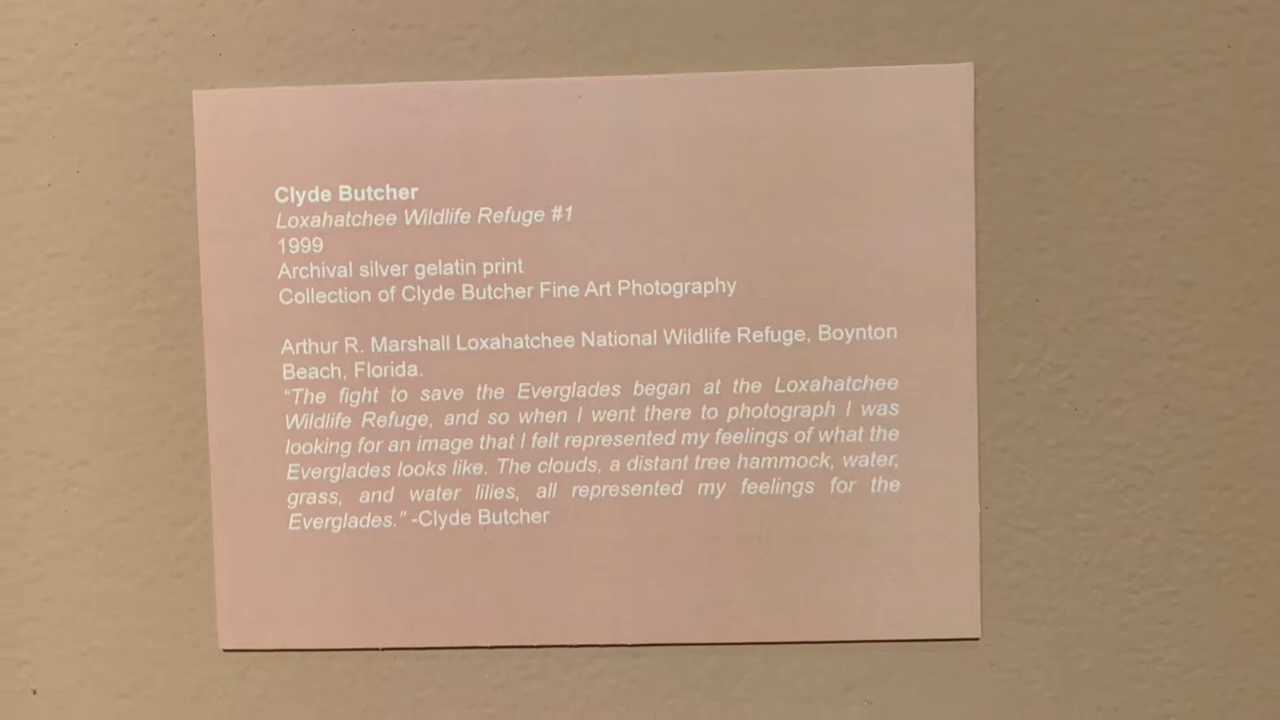 Clyde Butcher
Loxahatchee Wildlife Refuge #1
1999
Archival silver gelatin print
Collection of Clyde Butcher Fine Art Photography
Arthur R. Marshall Loxahatchee National Wildlife Refuge, Boynton
Beach, Florida.
“The fight to save the Everglades began at the Loxahatchee
Wildlife Refuge, and so when I went there to photograph I was
looking for an image that I felt represented my feelings of what the
Everglades looks like. The clouds, a distant tree hammock, water,
grass, and water lilies, all represented my feelings for the
Everglades.” -Clyde Butcher